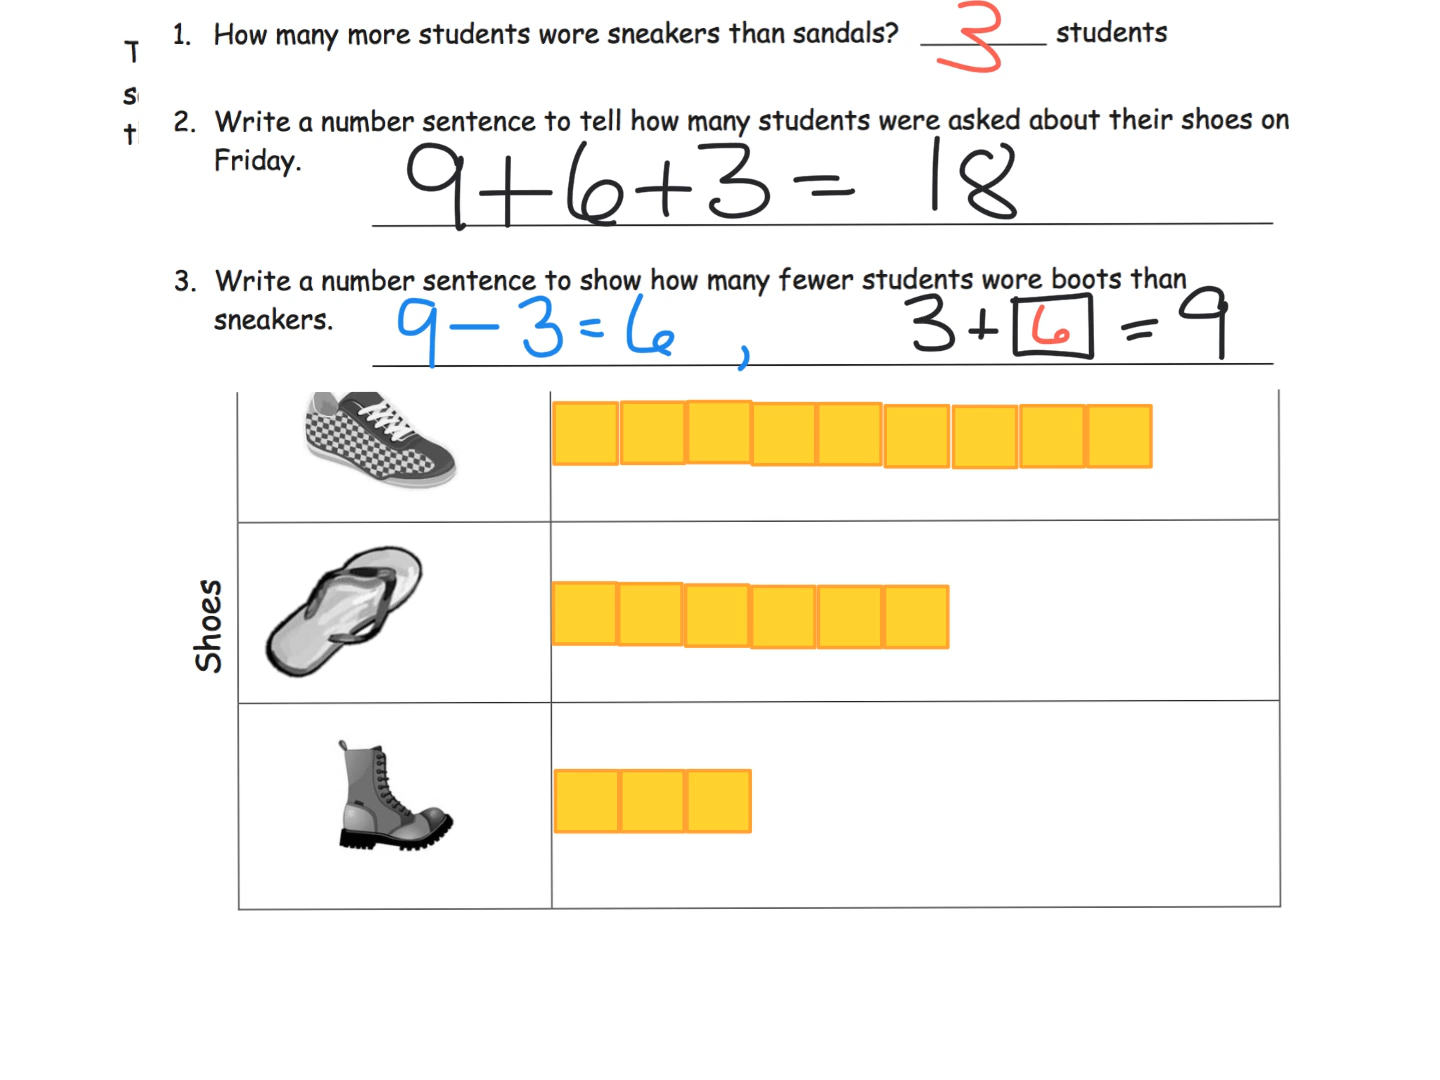 T
1. How many more students wore sneakers than sandals? 3 students
2. Write a number sentence to tell how many students were asked about their shoes on
Friday.
9+6+3= 18
3. Write a number sentence to show how many fewer students wore boots than
sneakers.
9-3=6 , 3+6=9
Shoes